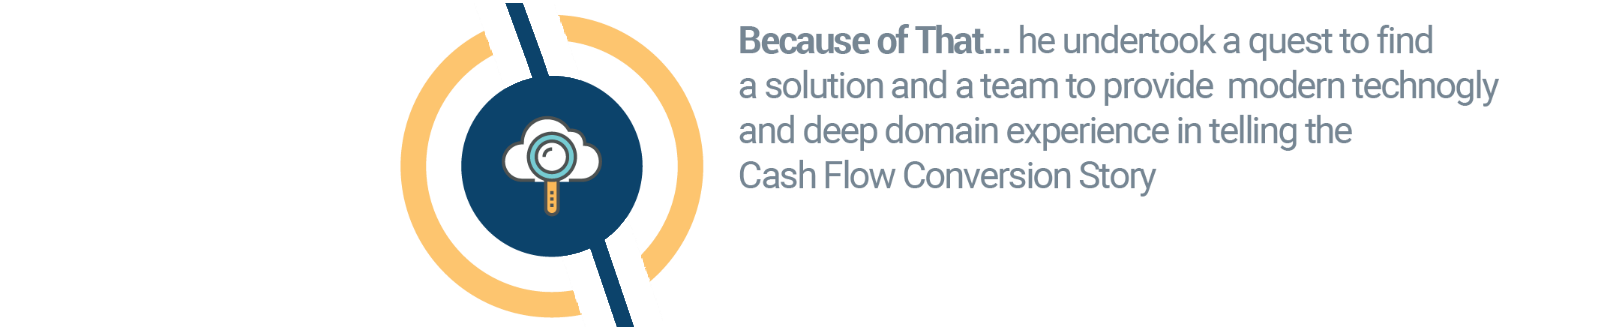 Because of That... he undertook a quest to find
a solution and a team to provide  modern technogly
and deep domain experience in telling the
Cash Flow Conversion Story